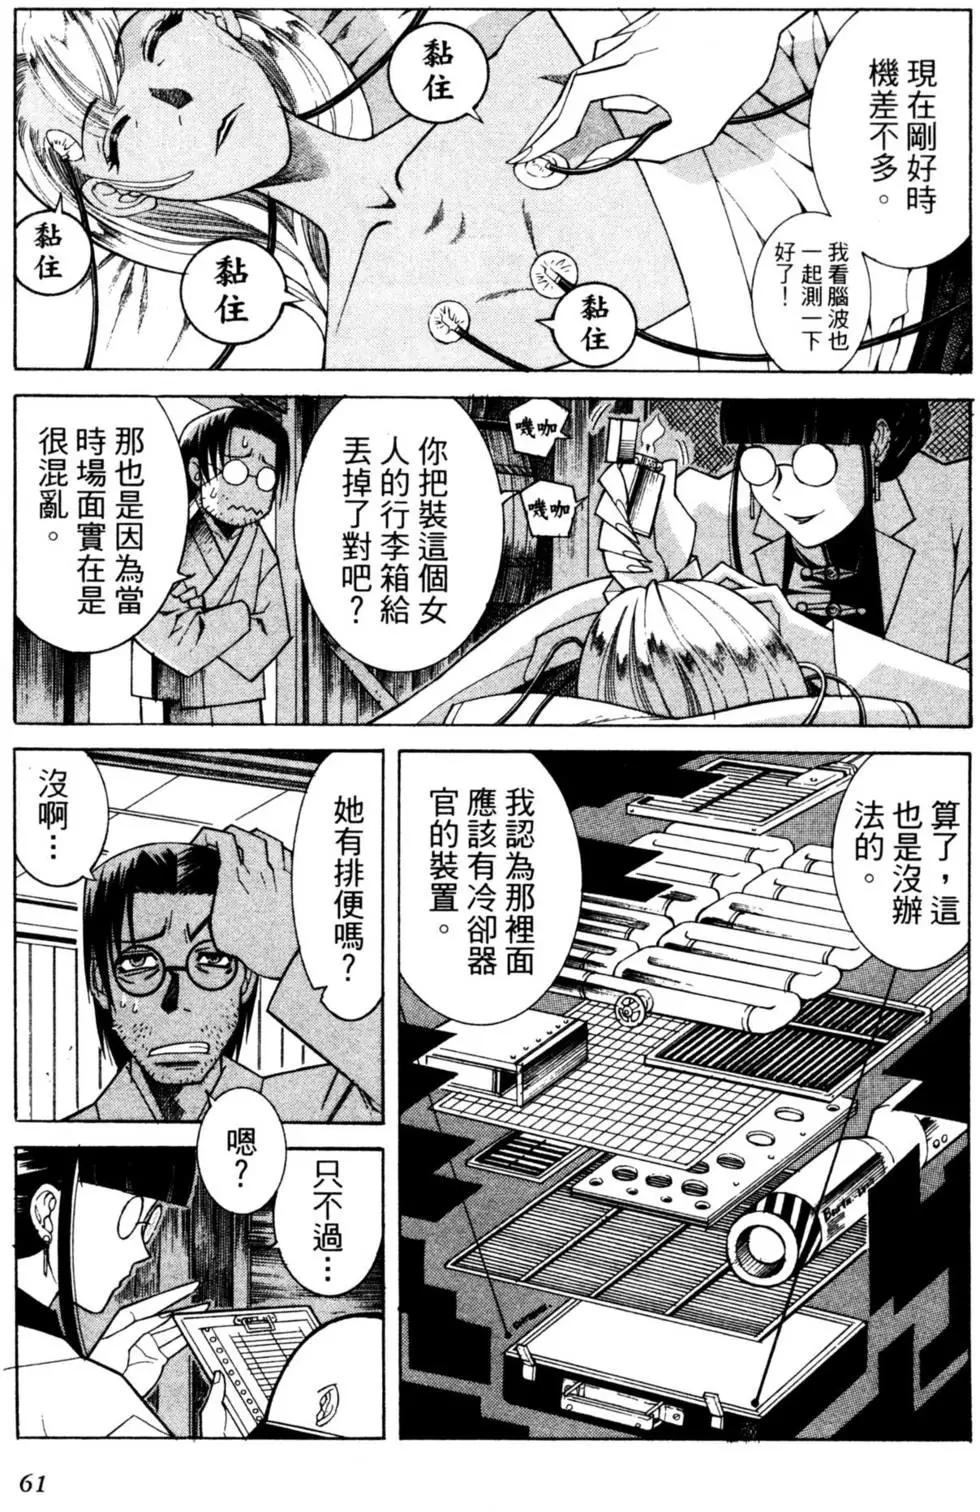 現在剛好時
機差不多。
我看腦波也
一起測一下
好了!
黏住
黏住
黏住
黏住
嘰咖
嘰咖
你把裝這個女
人的行李箱給
丟掉了對吧?
那也是因為當
時場面實在是
很混亂。
算了，這
也是沒辦
法的。
我認為那裡面
應該有冷卻器
官的裝置。
她有排便嗎?
沒啊…
嗯?
只不過…
61